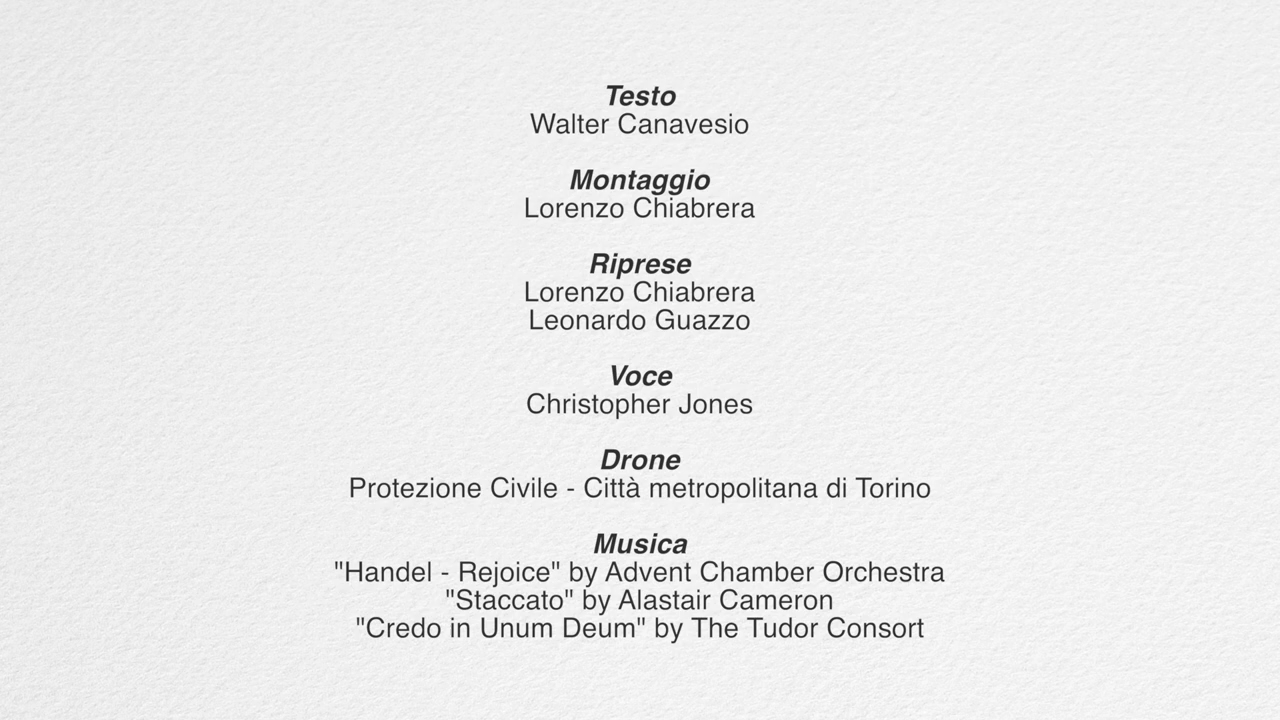 Testo
Walter Canavesio
Montaggio
Lorenzo Chiabrera
Riprese
Lorenzo Chiabrera
Leonardo Guazzo
Voce
Christopher Jones
Drone
Protezione Civile - Città metropolitana di Torino
Musica
"Handel - Rejoice" by Advent Chamber Orchestra
"Staccato" by Alastair Cameron
"Credo in Unum Deum" by The Tudor Consort